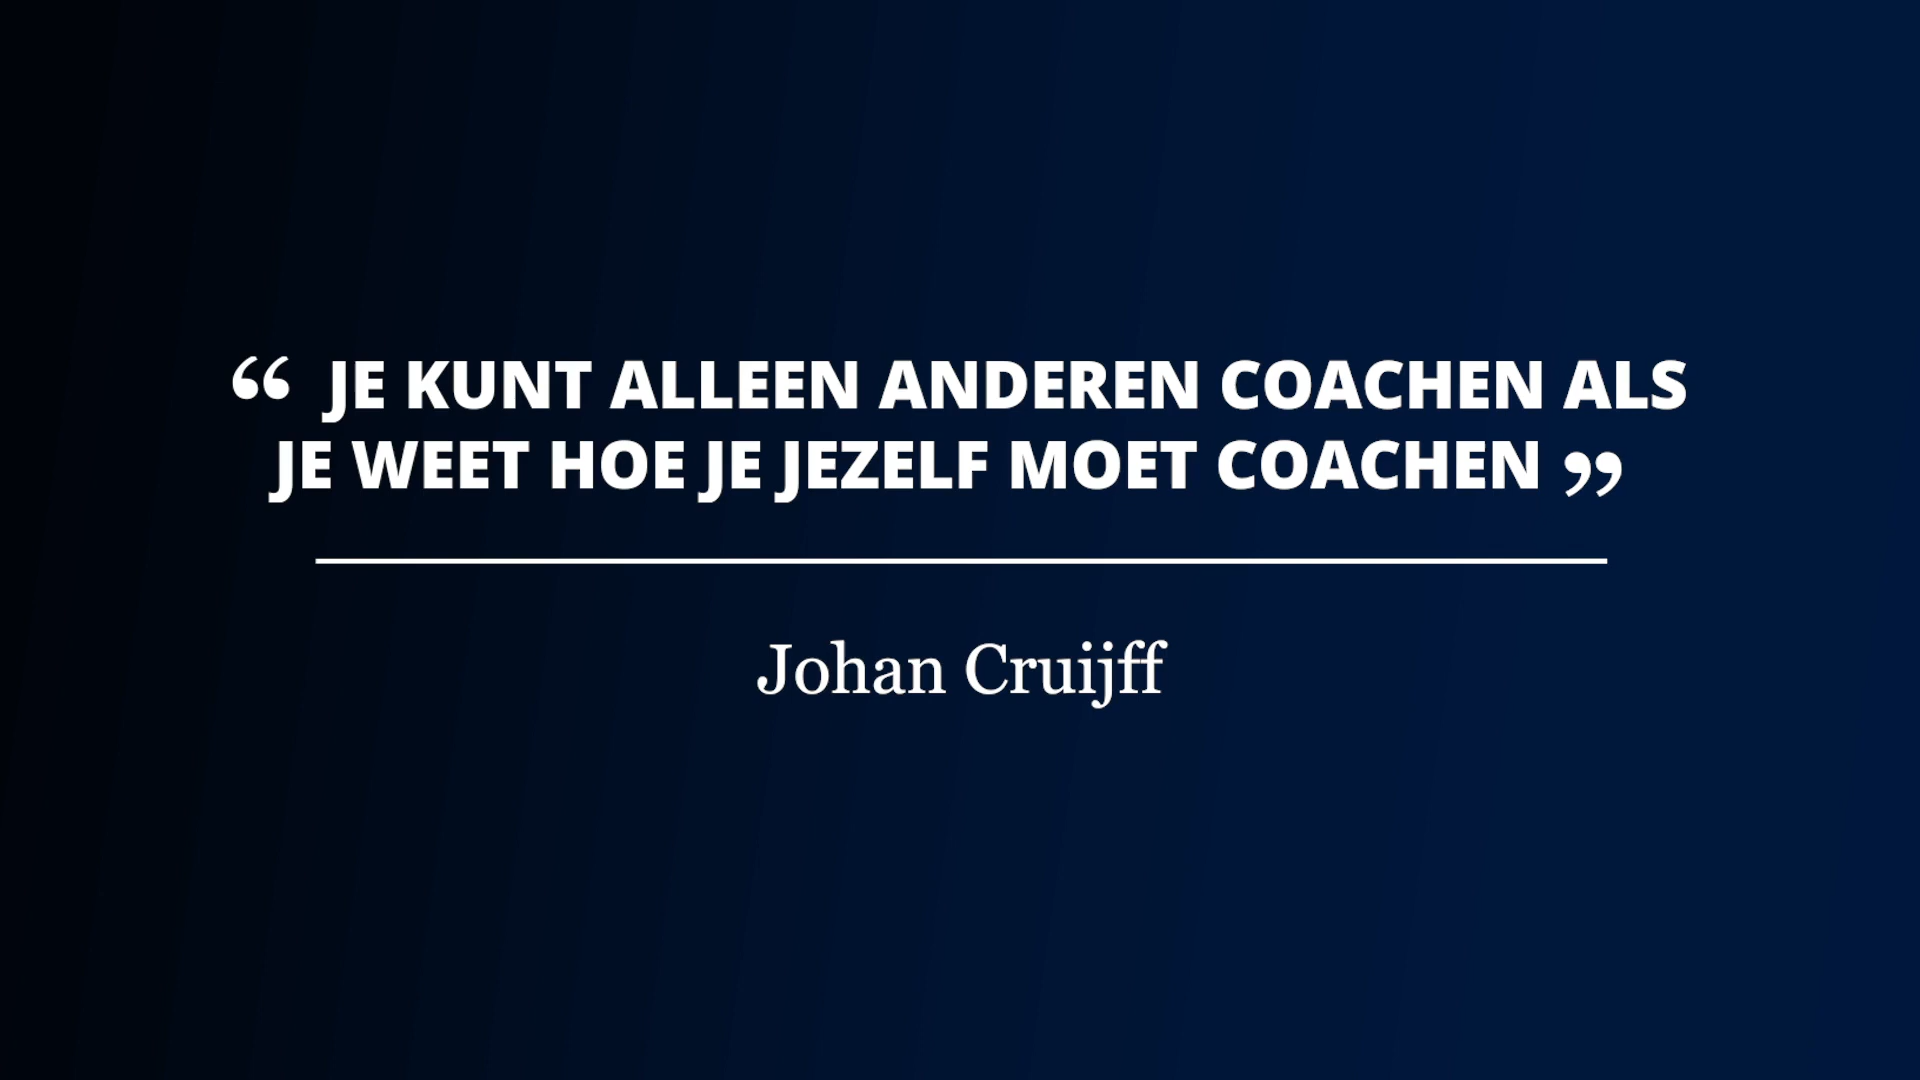 “ JE KUNT ALLEEN ANDEREN COACHEN ALS
JE WEET HOE JE JEZELF MOET COACHEN ”
Johan Cruijff